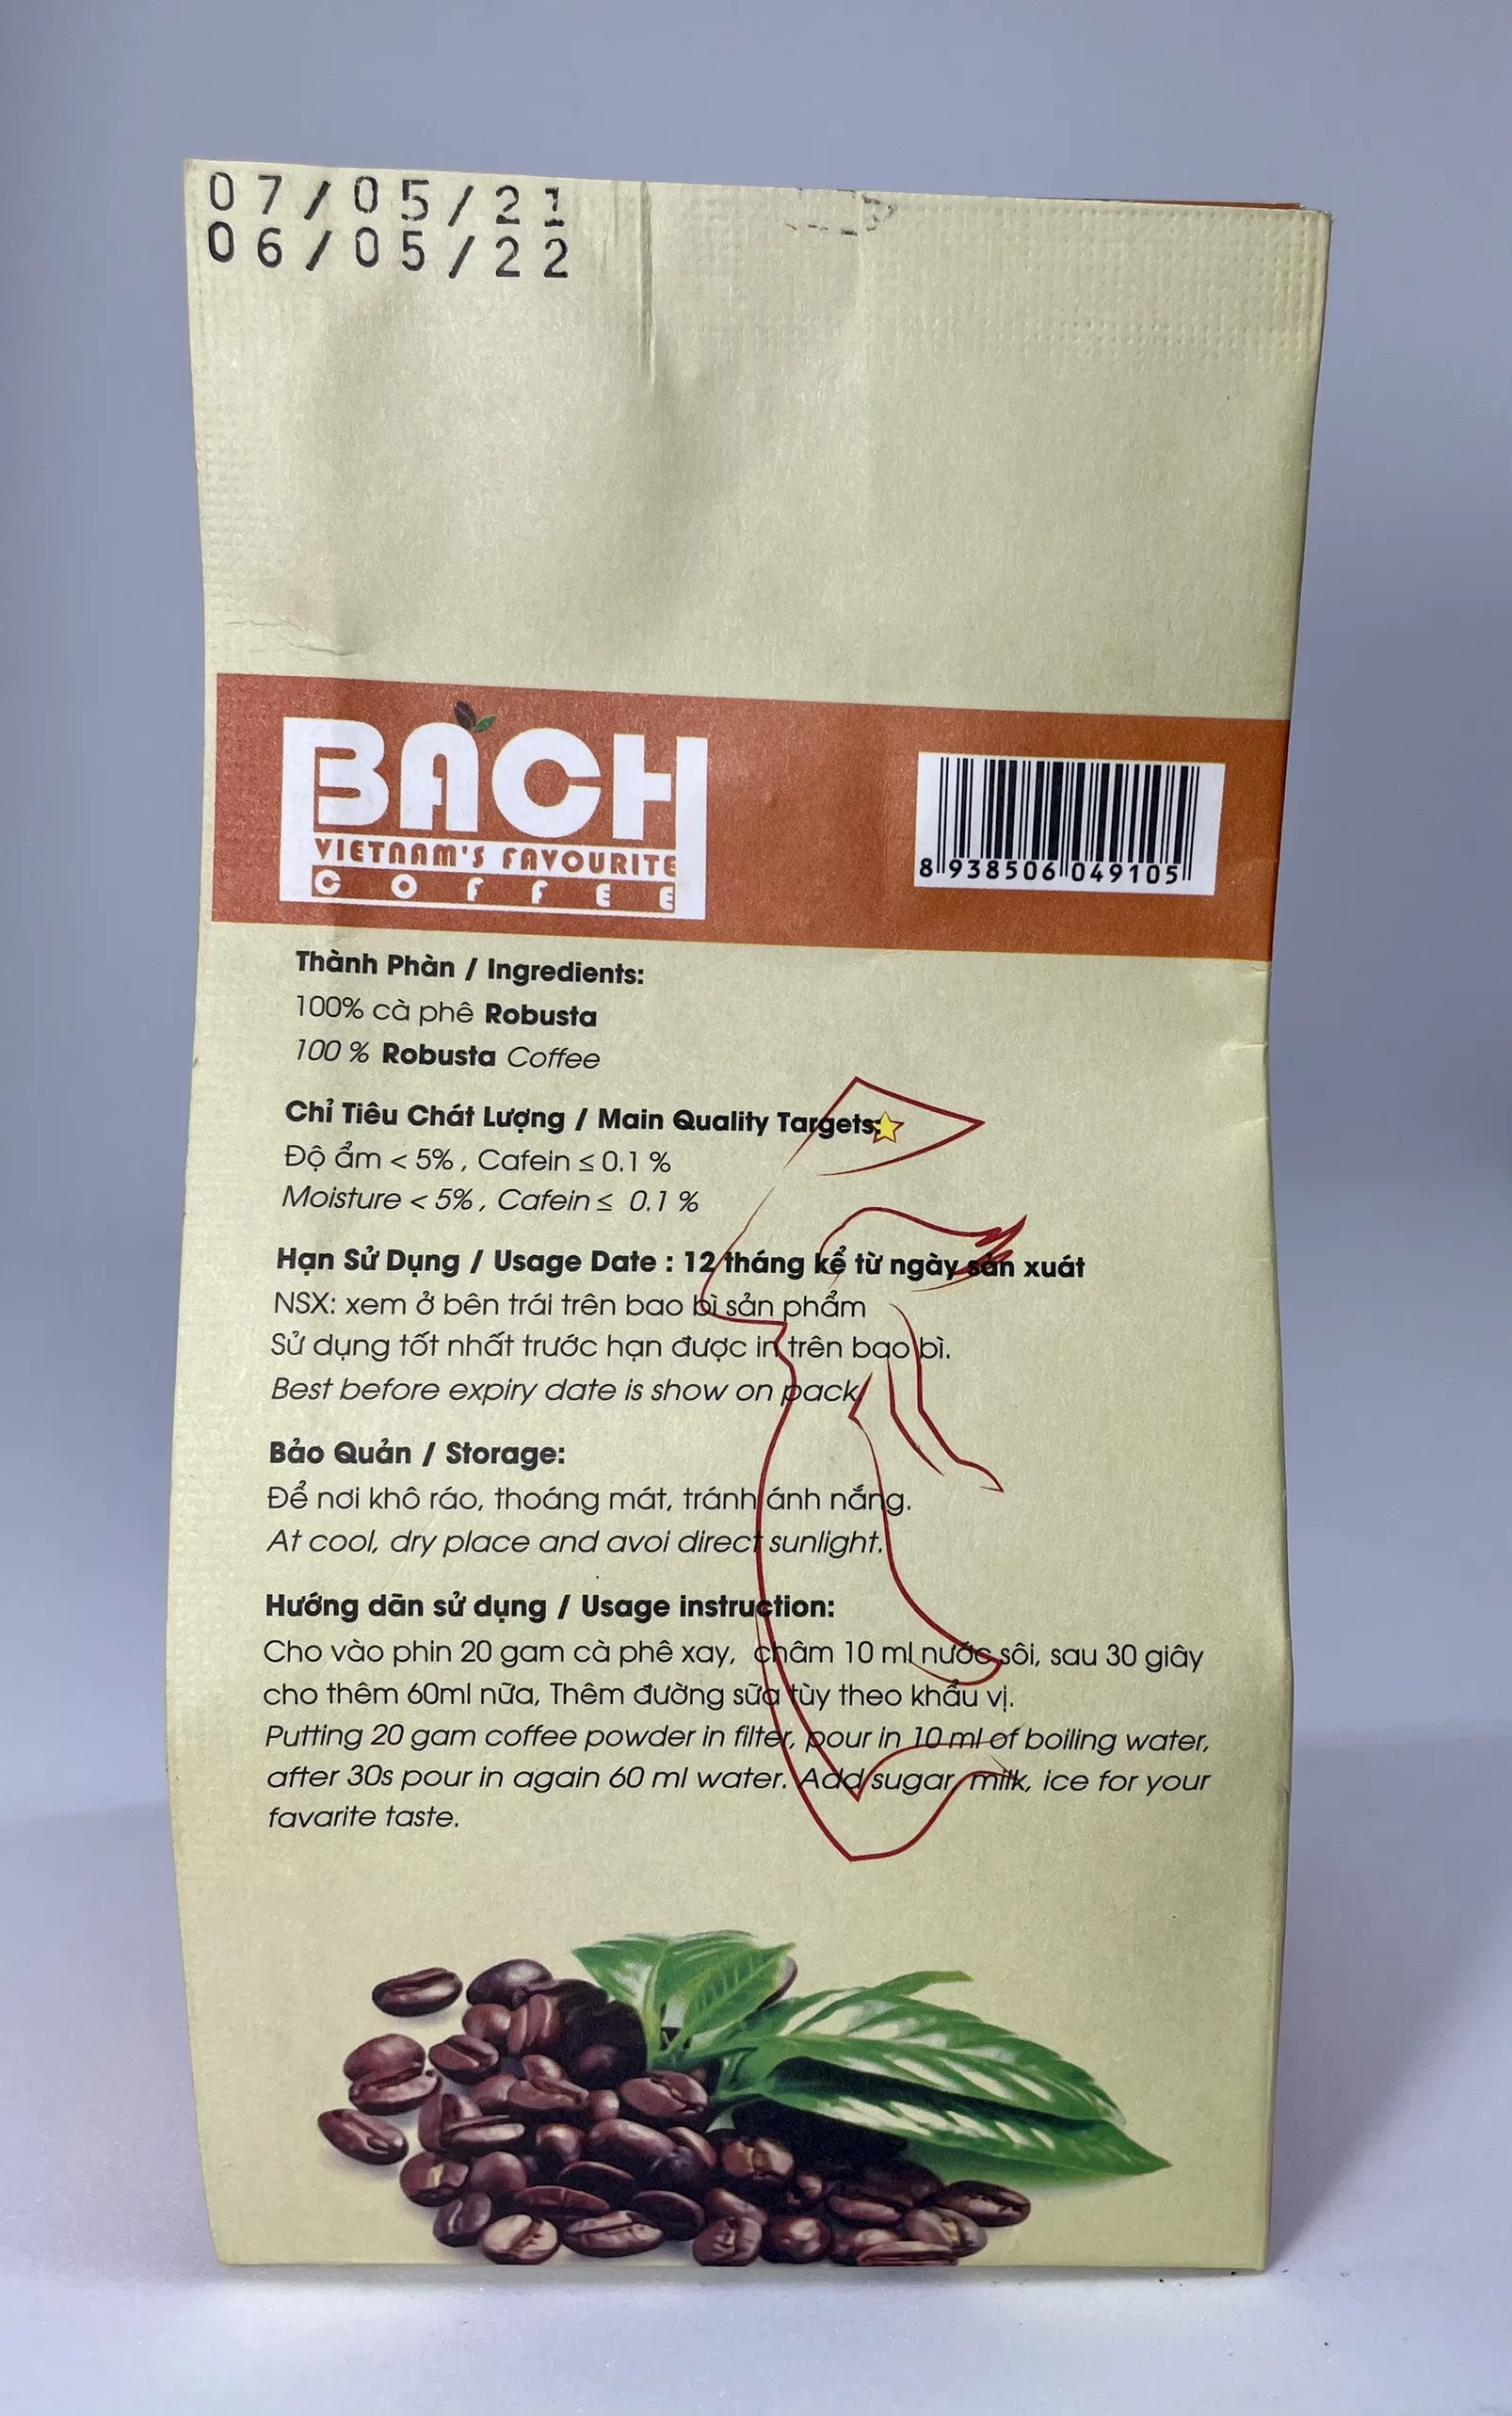 07/05/21
06/05/22
BACH
VIETNAM'S FAVOURITE
COFFEE
8 938506 049105
Thành Phàn / Ingredients:
100% cà phê Robusta
100 % Robusta Coffee
Chỉ Tiêu Chát Lượng / Main Quality Targets:
Độ ẩm < 5% , Cafein ≤ 0.1 %
Moisture < 5% , Cafein ≤ 0.1 %
Hạn Sử Dụng / Usage Date : 12 tháng kể từ ngày sản xuát
NSX: xem ở bên trái trên bao bì sản phẩm
Sử dụng tốt nhất trước hạn được in trên bao bì.
Best before expiry date is show on pack.
Bảo Quản / Storage:
Để nơi khô ráo, thoáng mát, tránh ánh nắng.
At cool, dry place and avoi direct sunlight.
Hướng dãn sử dụng / Usage instruction:
Cho vào phin 20 gam cà phê xay, châm 10 ml nước sôi, sau 30 giây
cho thêm 60ml nữa, Thêm đường sữa tùy theo khẩu vị.
Putting 20 gam coffee powder in filter, pour in 10 ml of boiling water,
after 30s pour in again 60 ml water. Add sugar, milk, ice for your
favarite taste.